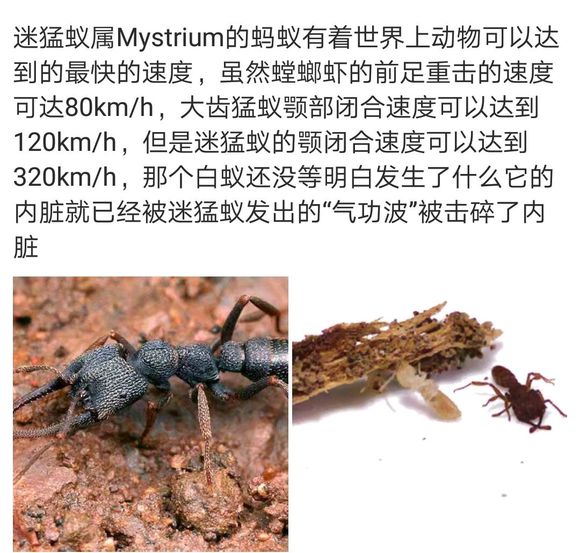 迷猛蚁属Mystrium的蚂蚁有着世界上动物可以达
到的最快的速度，虽然螳螂虾的前足重击的速度
可达80km/h，大齿猛蚁颚部闭合速度可以达到
120km/h，但是迷猛蚁的颚闭合速度可以达到
320km/h，那个白蚁还没等明白发生了什么它的
内脏就已经被迷猛蚁发出的“气功波”被击碎了内
脏